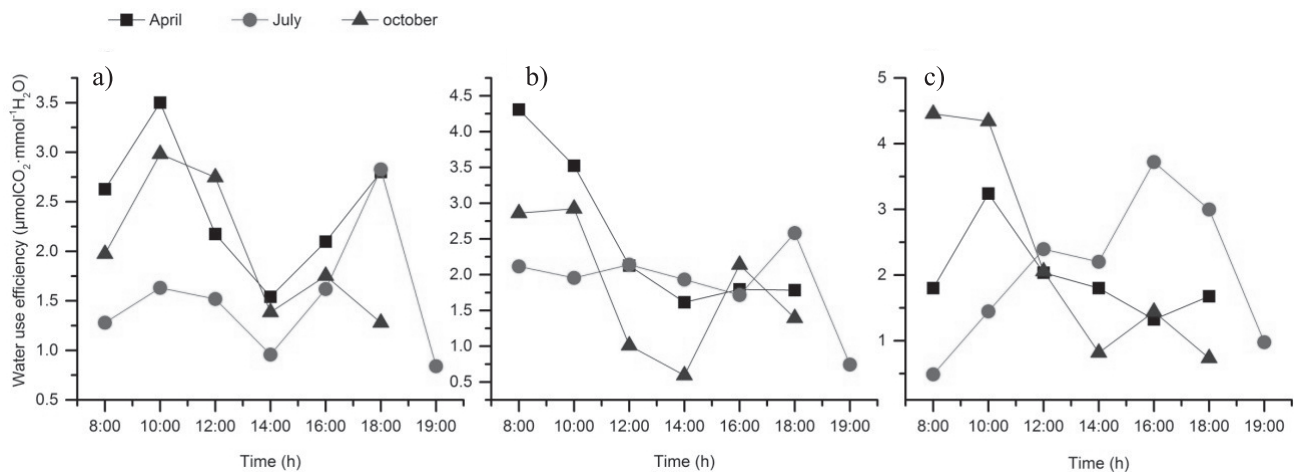 April July october
a)
b)
c)
Water use efficiency (μmolCO₂·mmol⁻¹H₂O)
3.5
3.0
2.5
2.0
1.5
1.0
0.5
4.5
4.0
3.5
3.0
2.5
2.0
1.5
1.0
0.5
5
4
3
2
1
8:00 10:00 12:00 14:00 16:00 18:00 19:00
8:00 10:00 12:00 14:00 16:00 18:00 19:00
8:00 10:00 12:00 14:00 16:00 18:00 19:00
Time (h)
Time (h)
Time (h)